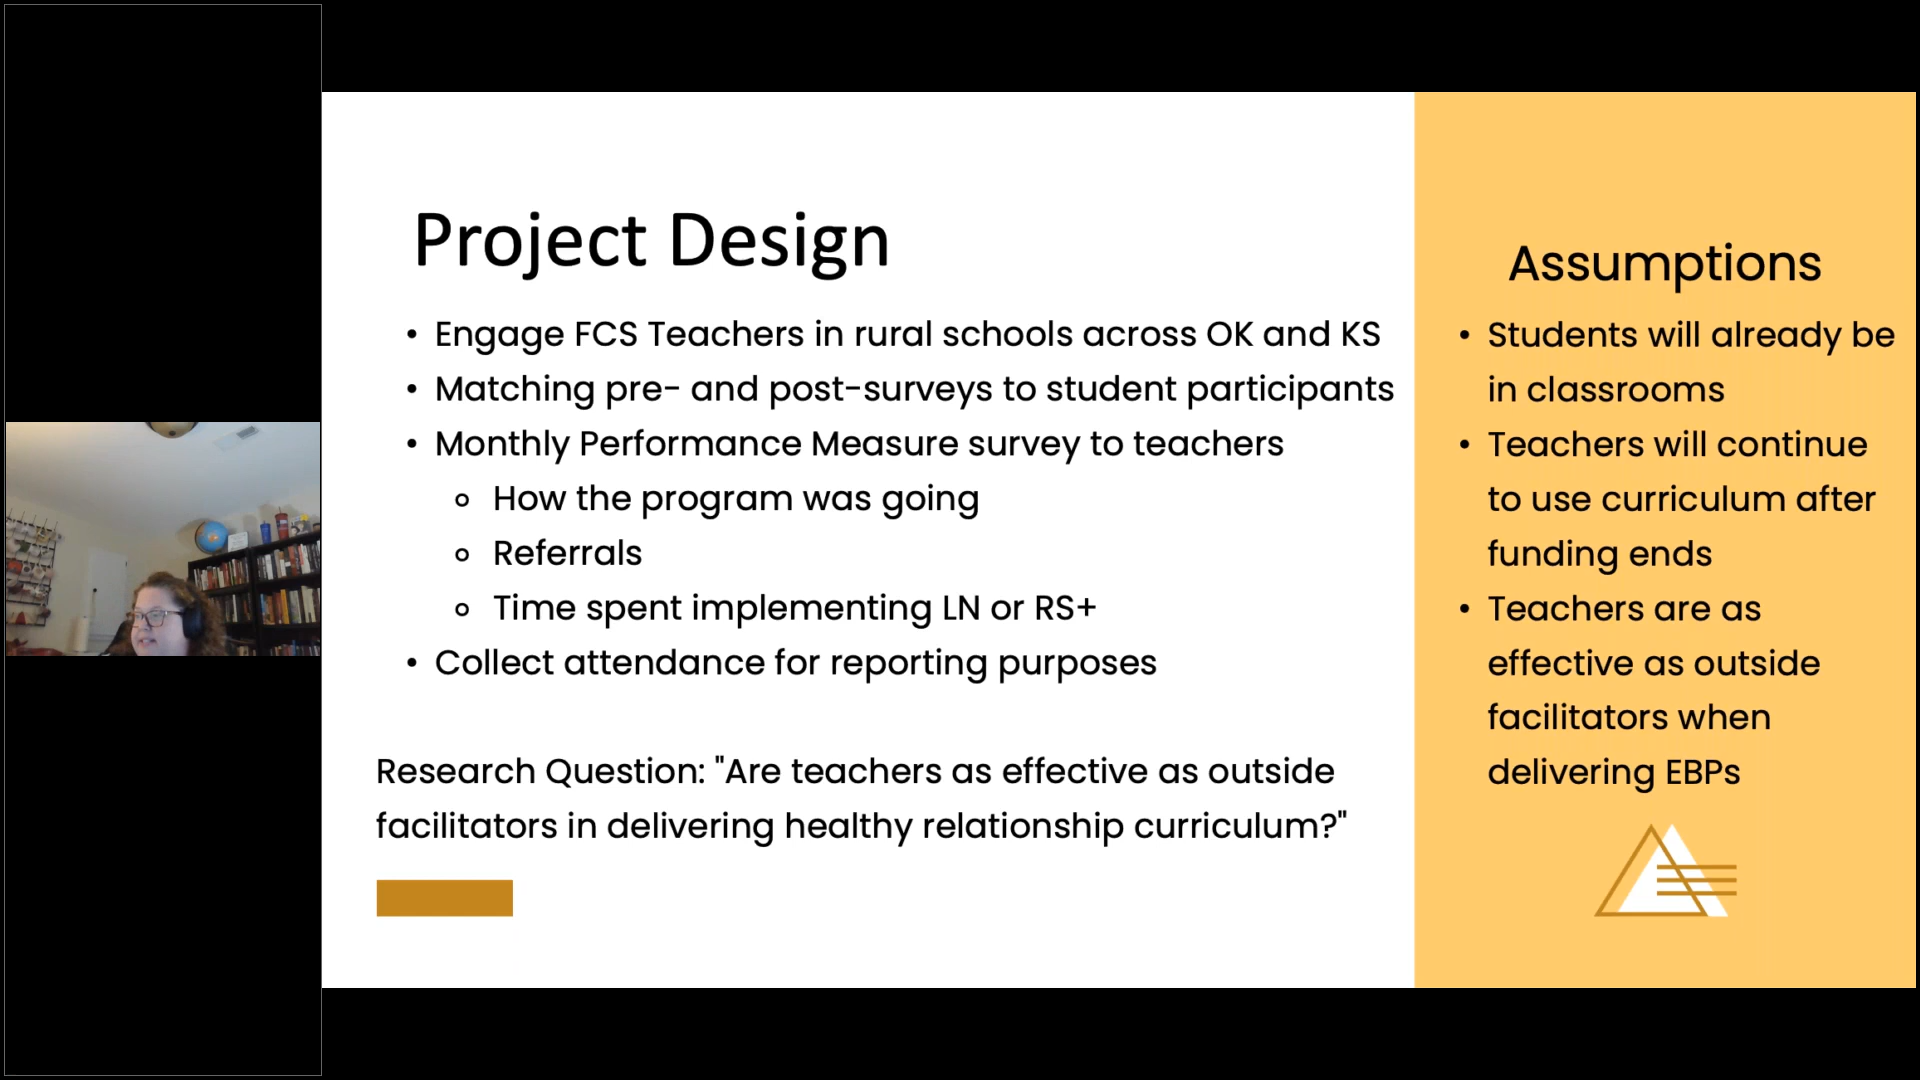 Project Design
• Engage FCS Teachers in rural schools across OK and KS
• Matching pre- and post-surveys to student participants
• Monthly Performance Measure survey to teachers
o How the program was going
o Referrals
o Time spent implementing LN or RS+
• Collect attendance for reporting purposes
Research Question: "Are teachers as effective as outside
facilitators in delivering healthy relationship curriculum?"
Assumptions
• Students will already be
in classrooms
• Teachers will continue
to use curriculum after
funding ends
• Teachers are as
effective as outside
facilitators when
delivering EBPs